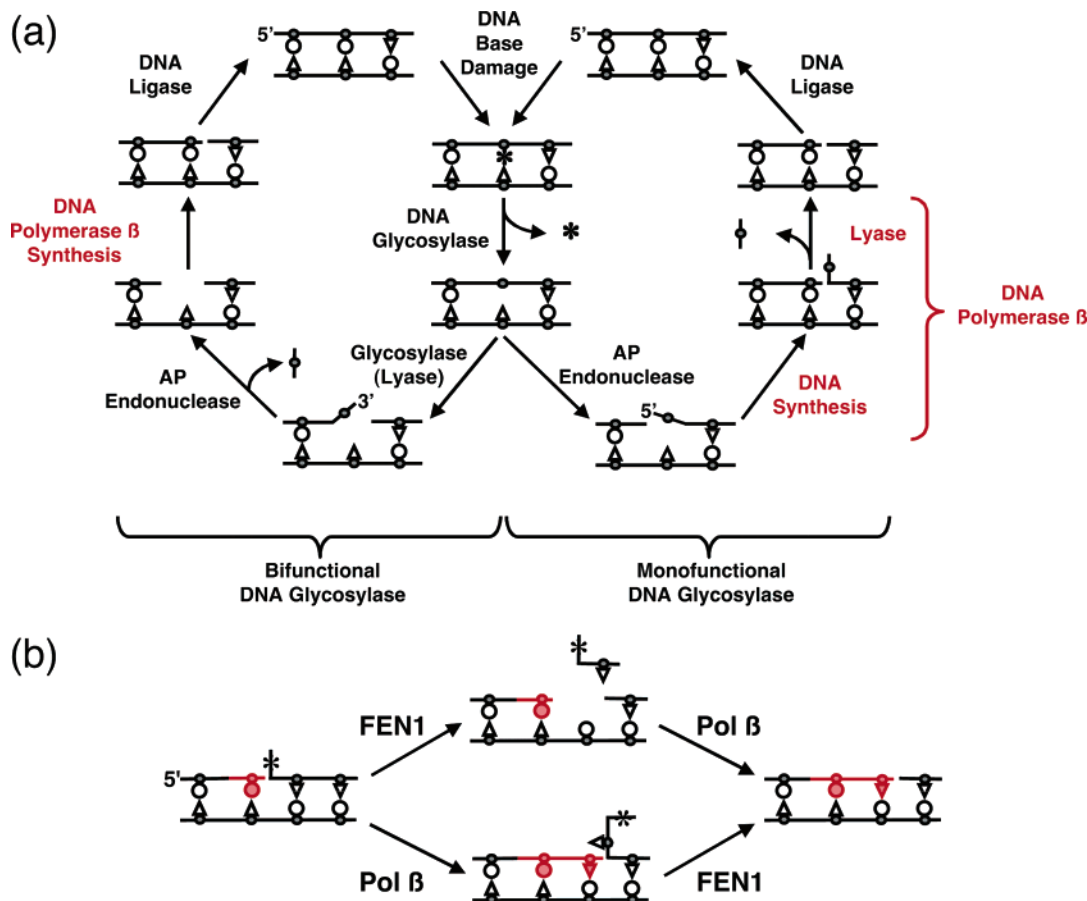 (a)
5’
DNA
Ligase
DNA
Base
Damage
5’
DNA
Ligase
*
DNA
Polymerase ß
Synthesis
DNA
Glycosylase
*
Lyase
DNA
Polymerase ß
AP
Endonuclease
Glycosylase
(Lyase)
3’
AP
Endonuclease
5’
DNA
Synthesis
Bifunctional
DNA Glycosylase
Monofunctional
DNA Glycosylase
(b)
*
FEN1
Pol ß
5'
*
*
Pol ß
FEN1